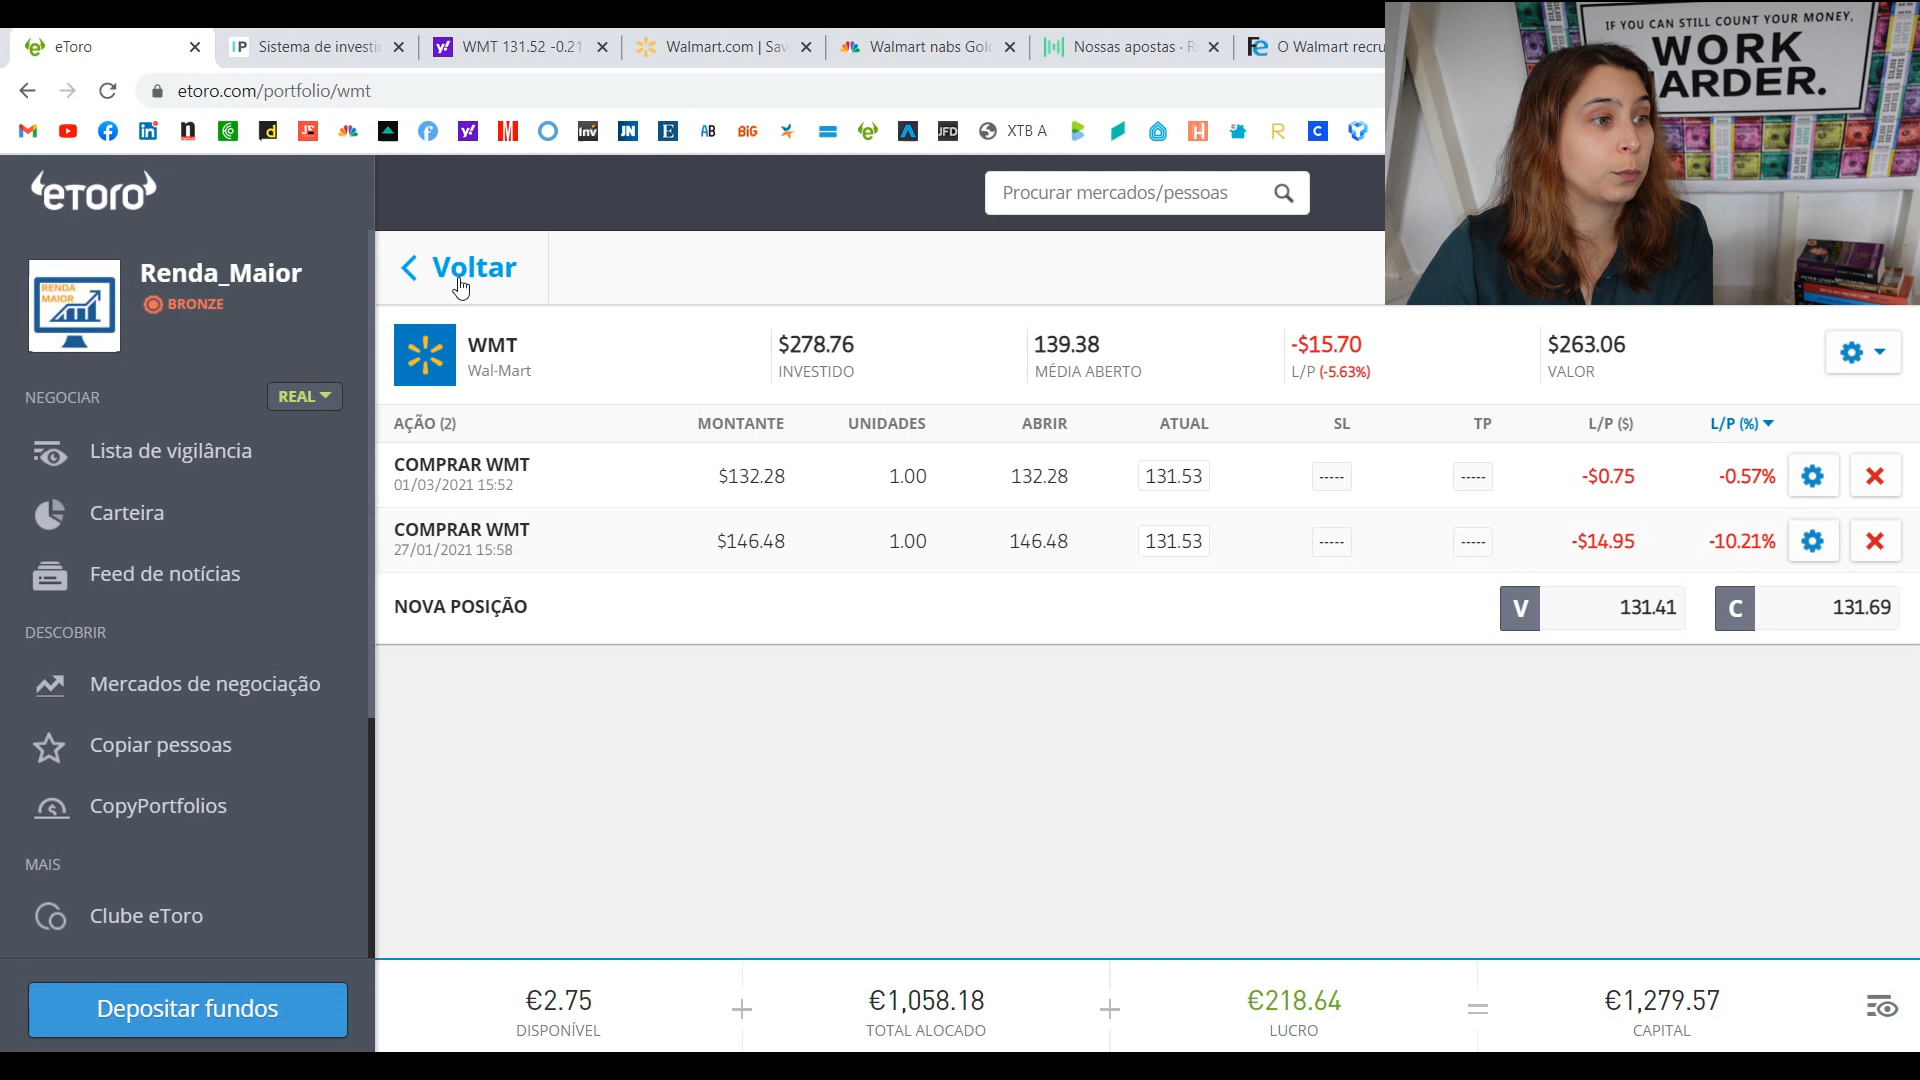 eToro
Sistema de investi
WMT 131.52 -0.21
Walmart.com | Sav
Walmart nabs Gol
Nossas apostas - R
O Walmart recru
etoro.com/portfolio/wmt
XTB A
IF YOU CAN STILL COUNT YOUR MONEY,
WORK
HARDER.
eToro
Procurar mercados/pessoas
Renda_Maior
BRONZE
RENDA
MAIOR
Voltar
NEGOCIAR
REAL
Lista de vigilância
Carteira
Feed de notícias
DESCOBRIR
Mercados de negociação
Copiar pessoas
CopyPortfolios
MAIS
Clube eToro
Depositar fundos
WMT
Wal-Mart
$278.76
INVESTIDO
139.38
MÉDIA ABERTO
-$15.70
L/P (-5.63%)
$263.06
VALOR
AÇÃO (2) MONTANTE UNIDADES ABRIR ATUAL SL TP L/P ($) L/P (%)
COMPRAR WMT $132.28 1.00 132.28 131.53 ----- ----- -$0.75 -0.57%
01/03/2021 15:52
COMPRAR WMT $146.48 1.00 146.48 131.53 ----- ----- -$14.95 -10.21%
27/01/2021 15:58
NOVA POSIÇÃO V 131.41 C 131.69
€2.75 + €1,058.18 + €218.64 = €1,279.57
DISPONÍVEL TOTAL ALOCADO LUCRO CAPITAL